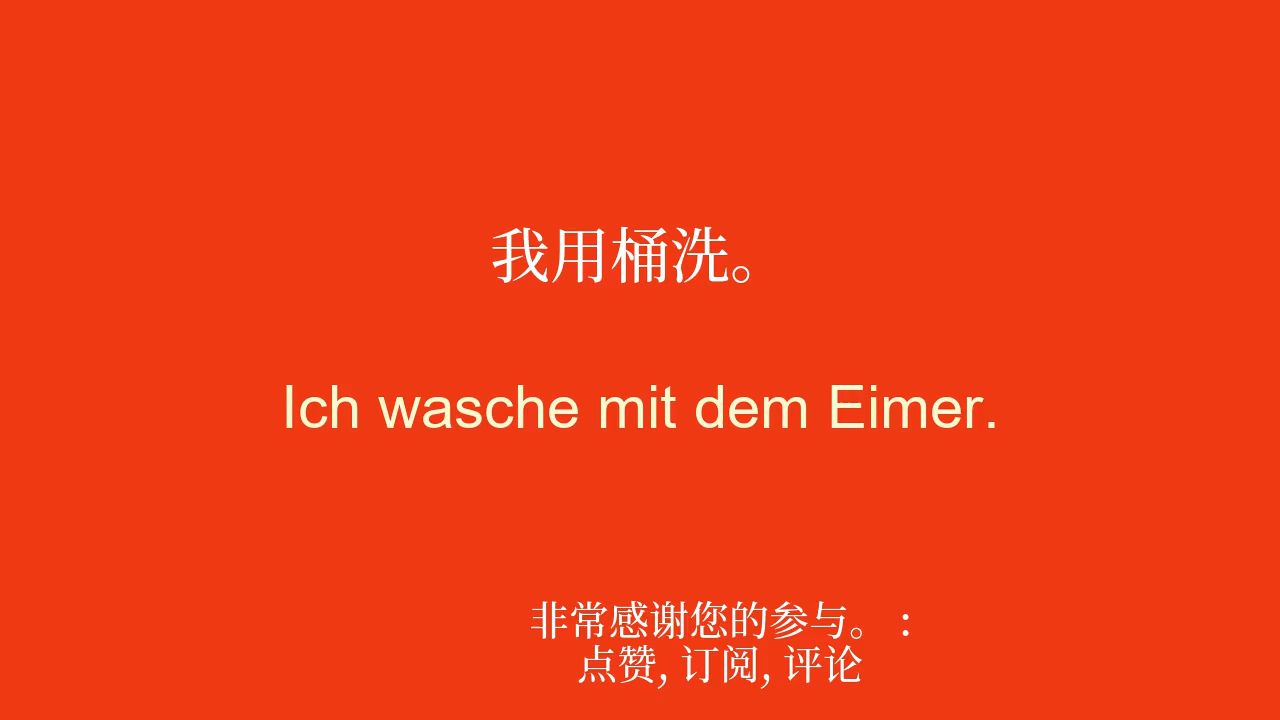 我用桶洗。
Ich wasche mit dem Eimer.
非常感谢您的参与。 :
点赞, 订阅, 评论